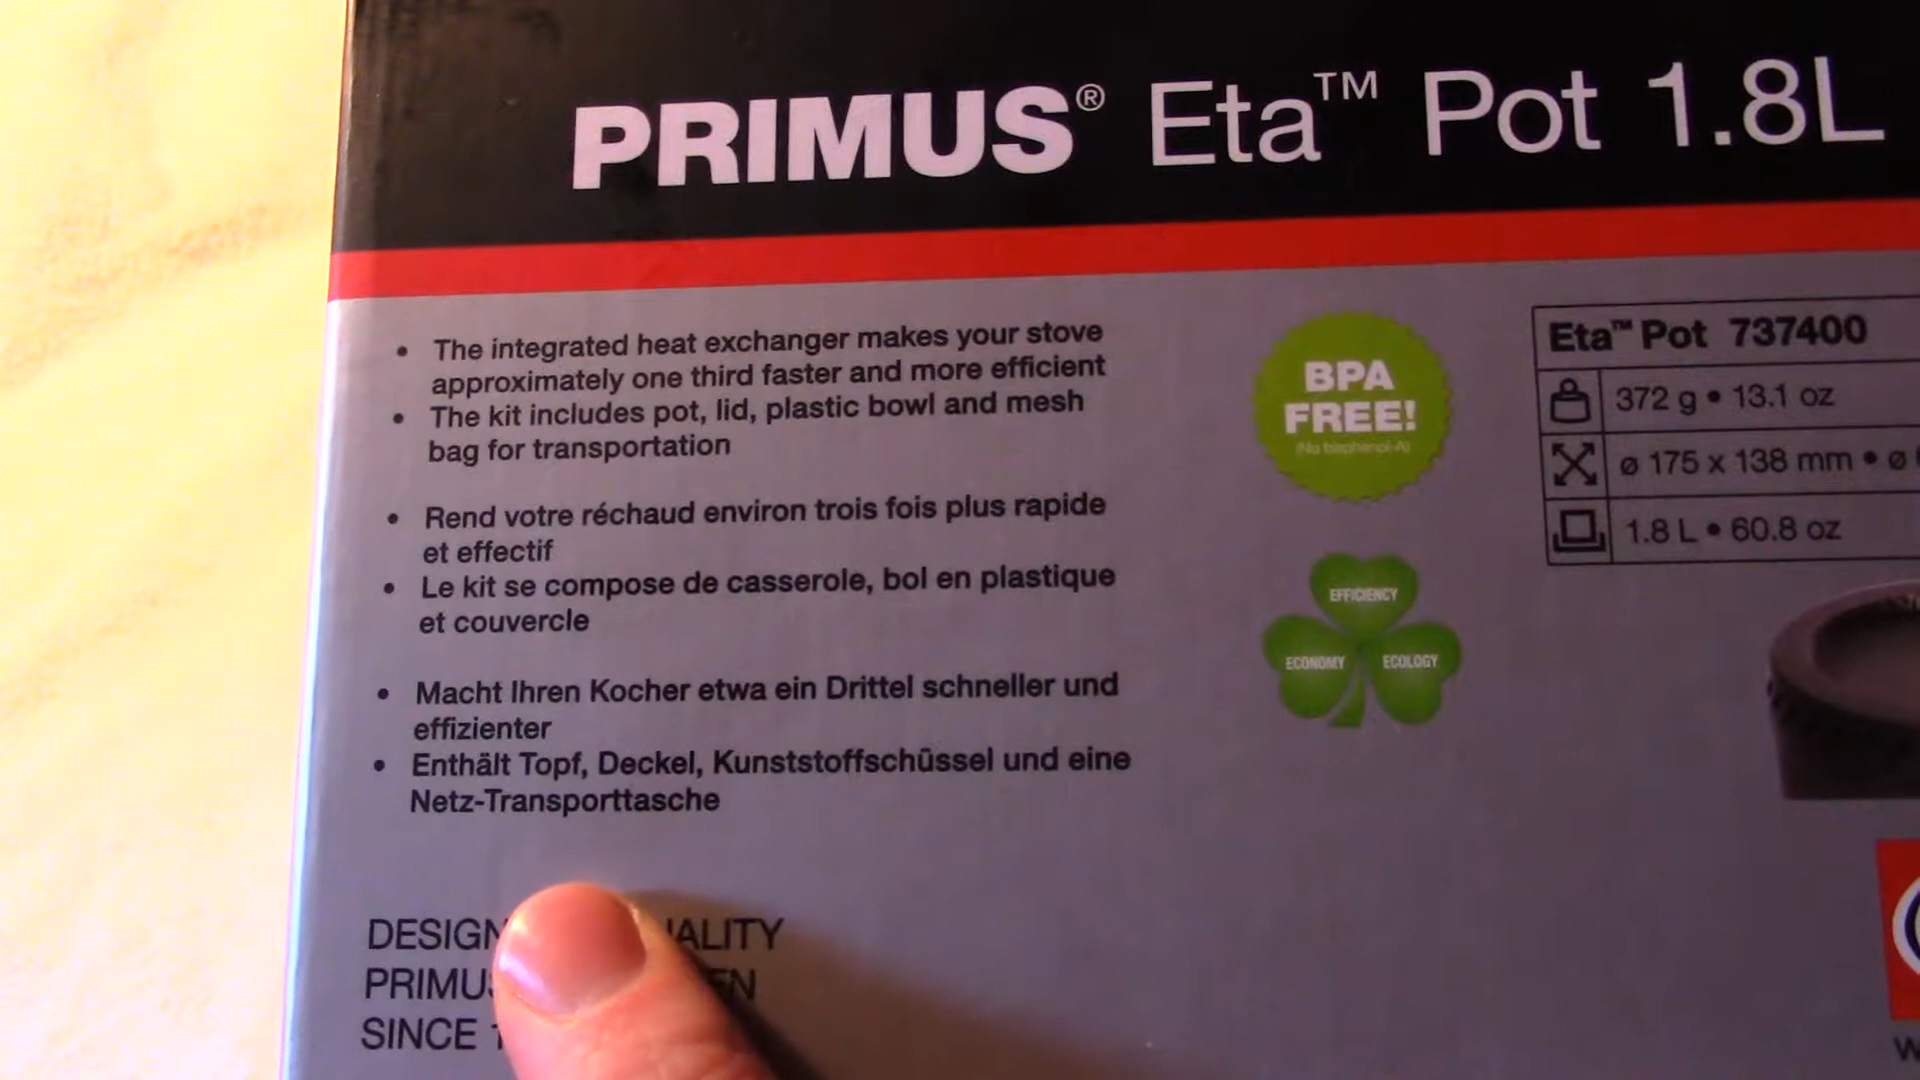 PRIMUS® Eta™ Pot 1.8L
• The integrated heat exchanger makes your stove
approximately one third faster and more efficient
• The kit includes pot, lid, plastic bowl and mesh
bag for transportation
• Rend votre réchaud environ trois fois plus rapide
et effectif
• Le kit se compose de casserole, bol en plastique
et couvercle
• Macht Ihren Kocher etwa ein Drittel schneller und
effizienter
• Enthält Topf, Deckel, Kunststoffschüssel und eine
Netz-Transporttasche
DESIGN
PRIMUS
SINCE
BPA
FREE!
(No bisphenol-A)
EFFICIENCY
ECONOMY ECOLOGY
Eta™ Pot 737400
372 g • 13.1 oz
ø 175 x 138 mm • ø
1.8 L • 60.8 oz